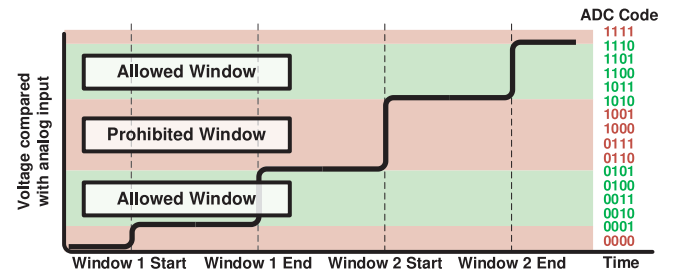 ADC Code
1111
1110
1101
1100
1011
1010
1001
1000
0111
0110
0101
0100
0011
0010
0001
0000
Voltage compared
with analog input
Allowed Window
Prohibited Window
Allowed Window
Window 1 Start Window 1 End Window 2 Start Window 2 End Time